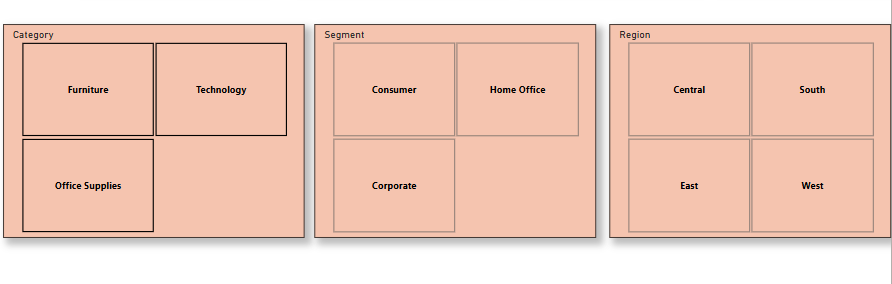 Category
Furniture
Technology
Office Supplies
Segment
Consumer
Home Office
Corporate
Region
Central
South
East
West